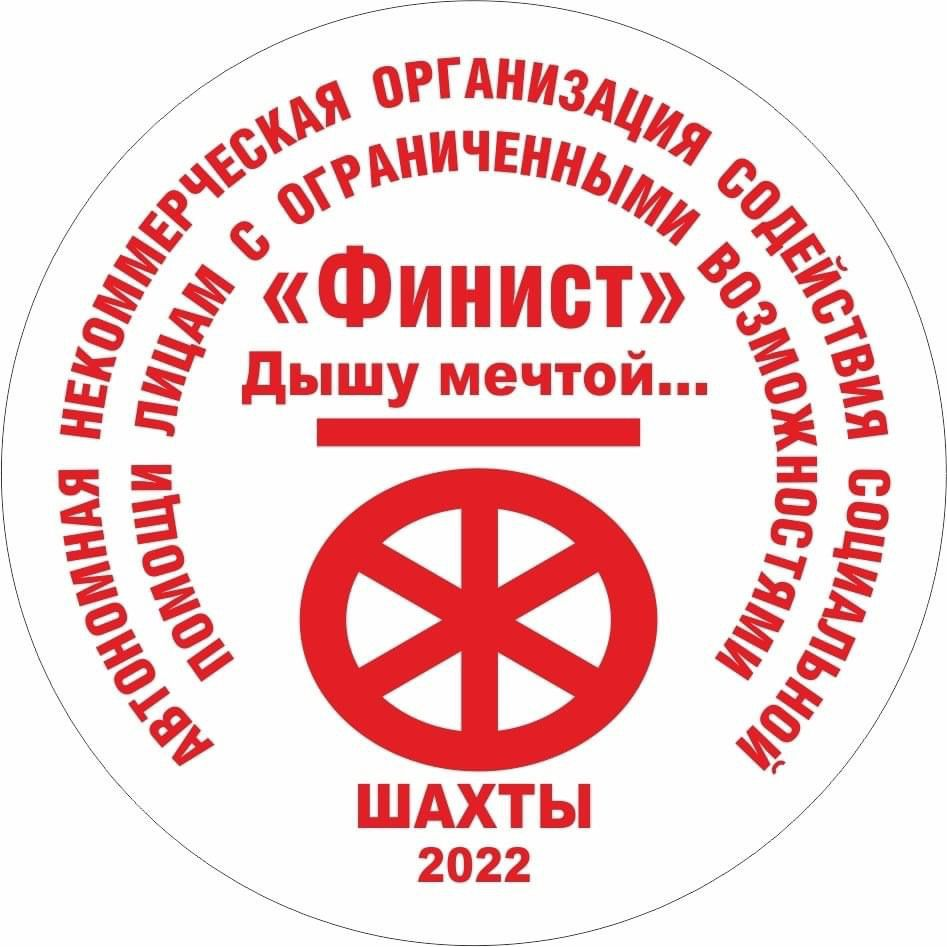 АВТОНОМНАЯ НЕКОММЕРЧЕСКАЯ ОРГАНИЗАЦИЯ СОДЕЙСТВИЯ СОЦИАЛЬНОЙ
ПОМОЩИ ЛИЦАМ С ОГРАНИЧЕННЫМИ ВОЗМОЖНОСТЯМИ
«Финист»
Дышу мечтой...
ШАХТЫ
2022